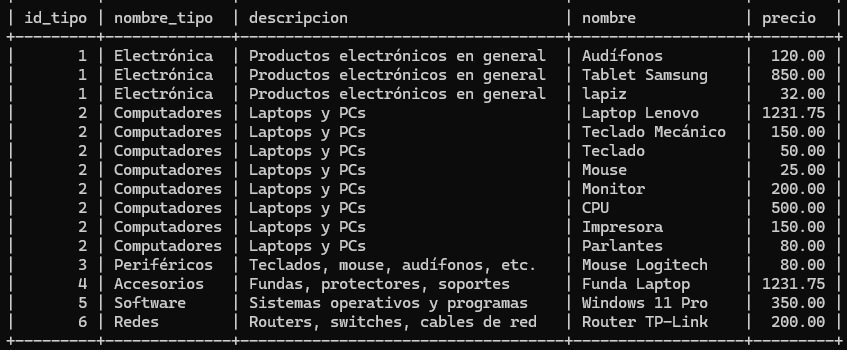 | id_tipo | nombre_tipo | descripcion                       | nombre          | precio  |
+---------+--------------+------------------------------------+-------------------+---------+
|       1 | Electrónica  | Productos electrónicos en general  | Audífonos         |  120.00 |
|       1 | Electrónica  | Productos electrónicos en general  | Tablet Samsung    |  850.00 |
|       1 | Electrónica  | Productos electrónicos en general  | lapiz             |   32.00 |
|       2 | Computadores | Laptops y PCs                      | Laptop Lenovo     | 1231.75 |
|       2 | Computadores | Laptops y PCs                      | Teclado Mecánico  |  150.00 |
|       2 | Computadores | Laptops y PCs                      | Teclado           |   50.00 |
|       2 | Computadores | Laptops y PCs                      | Mouse             |   25.00 |
|       2 | Computadores | Laptops y PCs                      | Monitor           |  200.00 |
|       2 | Computadores | Laptops y PCs                      | CPU               |  500.00 |
|       2 | Computadores | Laptops y PCs                      | Impresora         |  150.00 |
|       2 | Computadores | Laptops y PCs                      | Parlantes         |   80.00 |
|       3 | Periféricos  | Teclados, mouse, audífonos, etc.   | Mouse Logitech    |   80.00 |
|       4 | Accesorios   | Fundas, protectores, soportes      | Funda Laptop      | 1231.75 |
|       5 | Software     | Sistemas operativos y programas    | Windows 11 Pro    |  350.00 |
|       6 | Redes        | Routers, switches, cables de red   | Router TP-Link    |  200.00 |
+---------+--------------+------------------------------------+-------------------+---------+